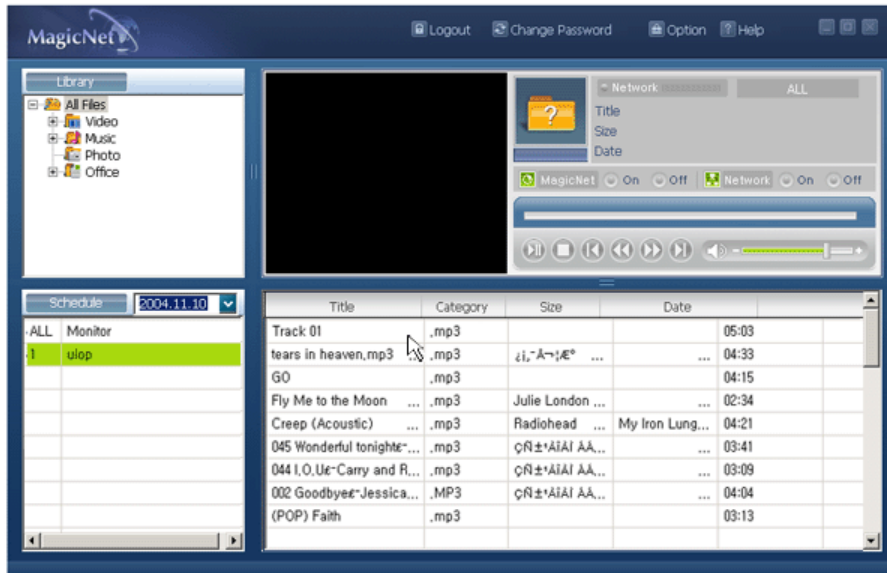 MagicNet
Logout Change Password Option Help
Library
All Files
Video
Music
Photo
Office
?
Network ALL
Title
Size
Date
MagicNet On Off Network On Off
Schedule 2004.11.10
ALL Monitor
1 uiop
Title Category Size Date
Track 01 .mp3 05:03
tears in heaven.mp3 ... .mp3 ¿¡¸¯Å¬¦Æº ... ... 04:33
GO .mp3 04:15
Fly Me to the Moon ... .mp3 Julie London ... ... 02:34
Creep (Acoustic) ... .mp3 Radiohead ... My Iron Lung... 04:21
045 Wonderful tonight£¯... .mp3 ... 03:41
044 I.O.U£¯Carry and R... .mp3 ... 03:09
002 Goodbye£¯Jessica... .MP3 ... 04:04
(POP) Faith .mp3 03:13